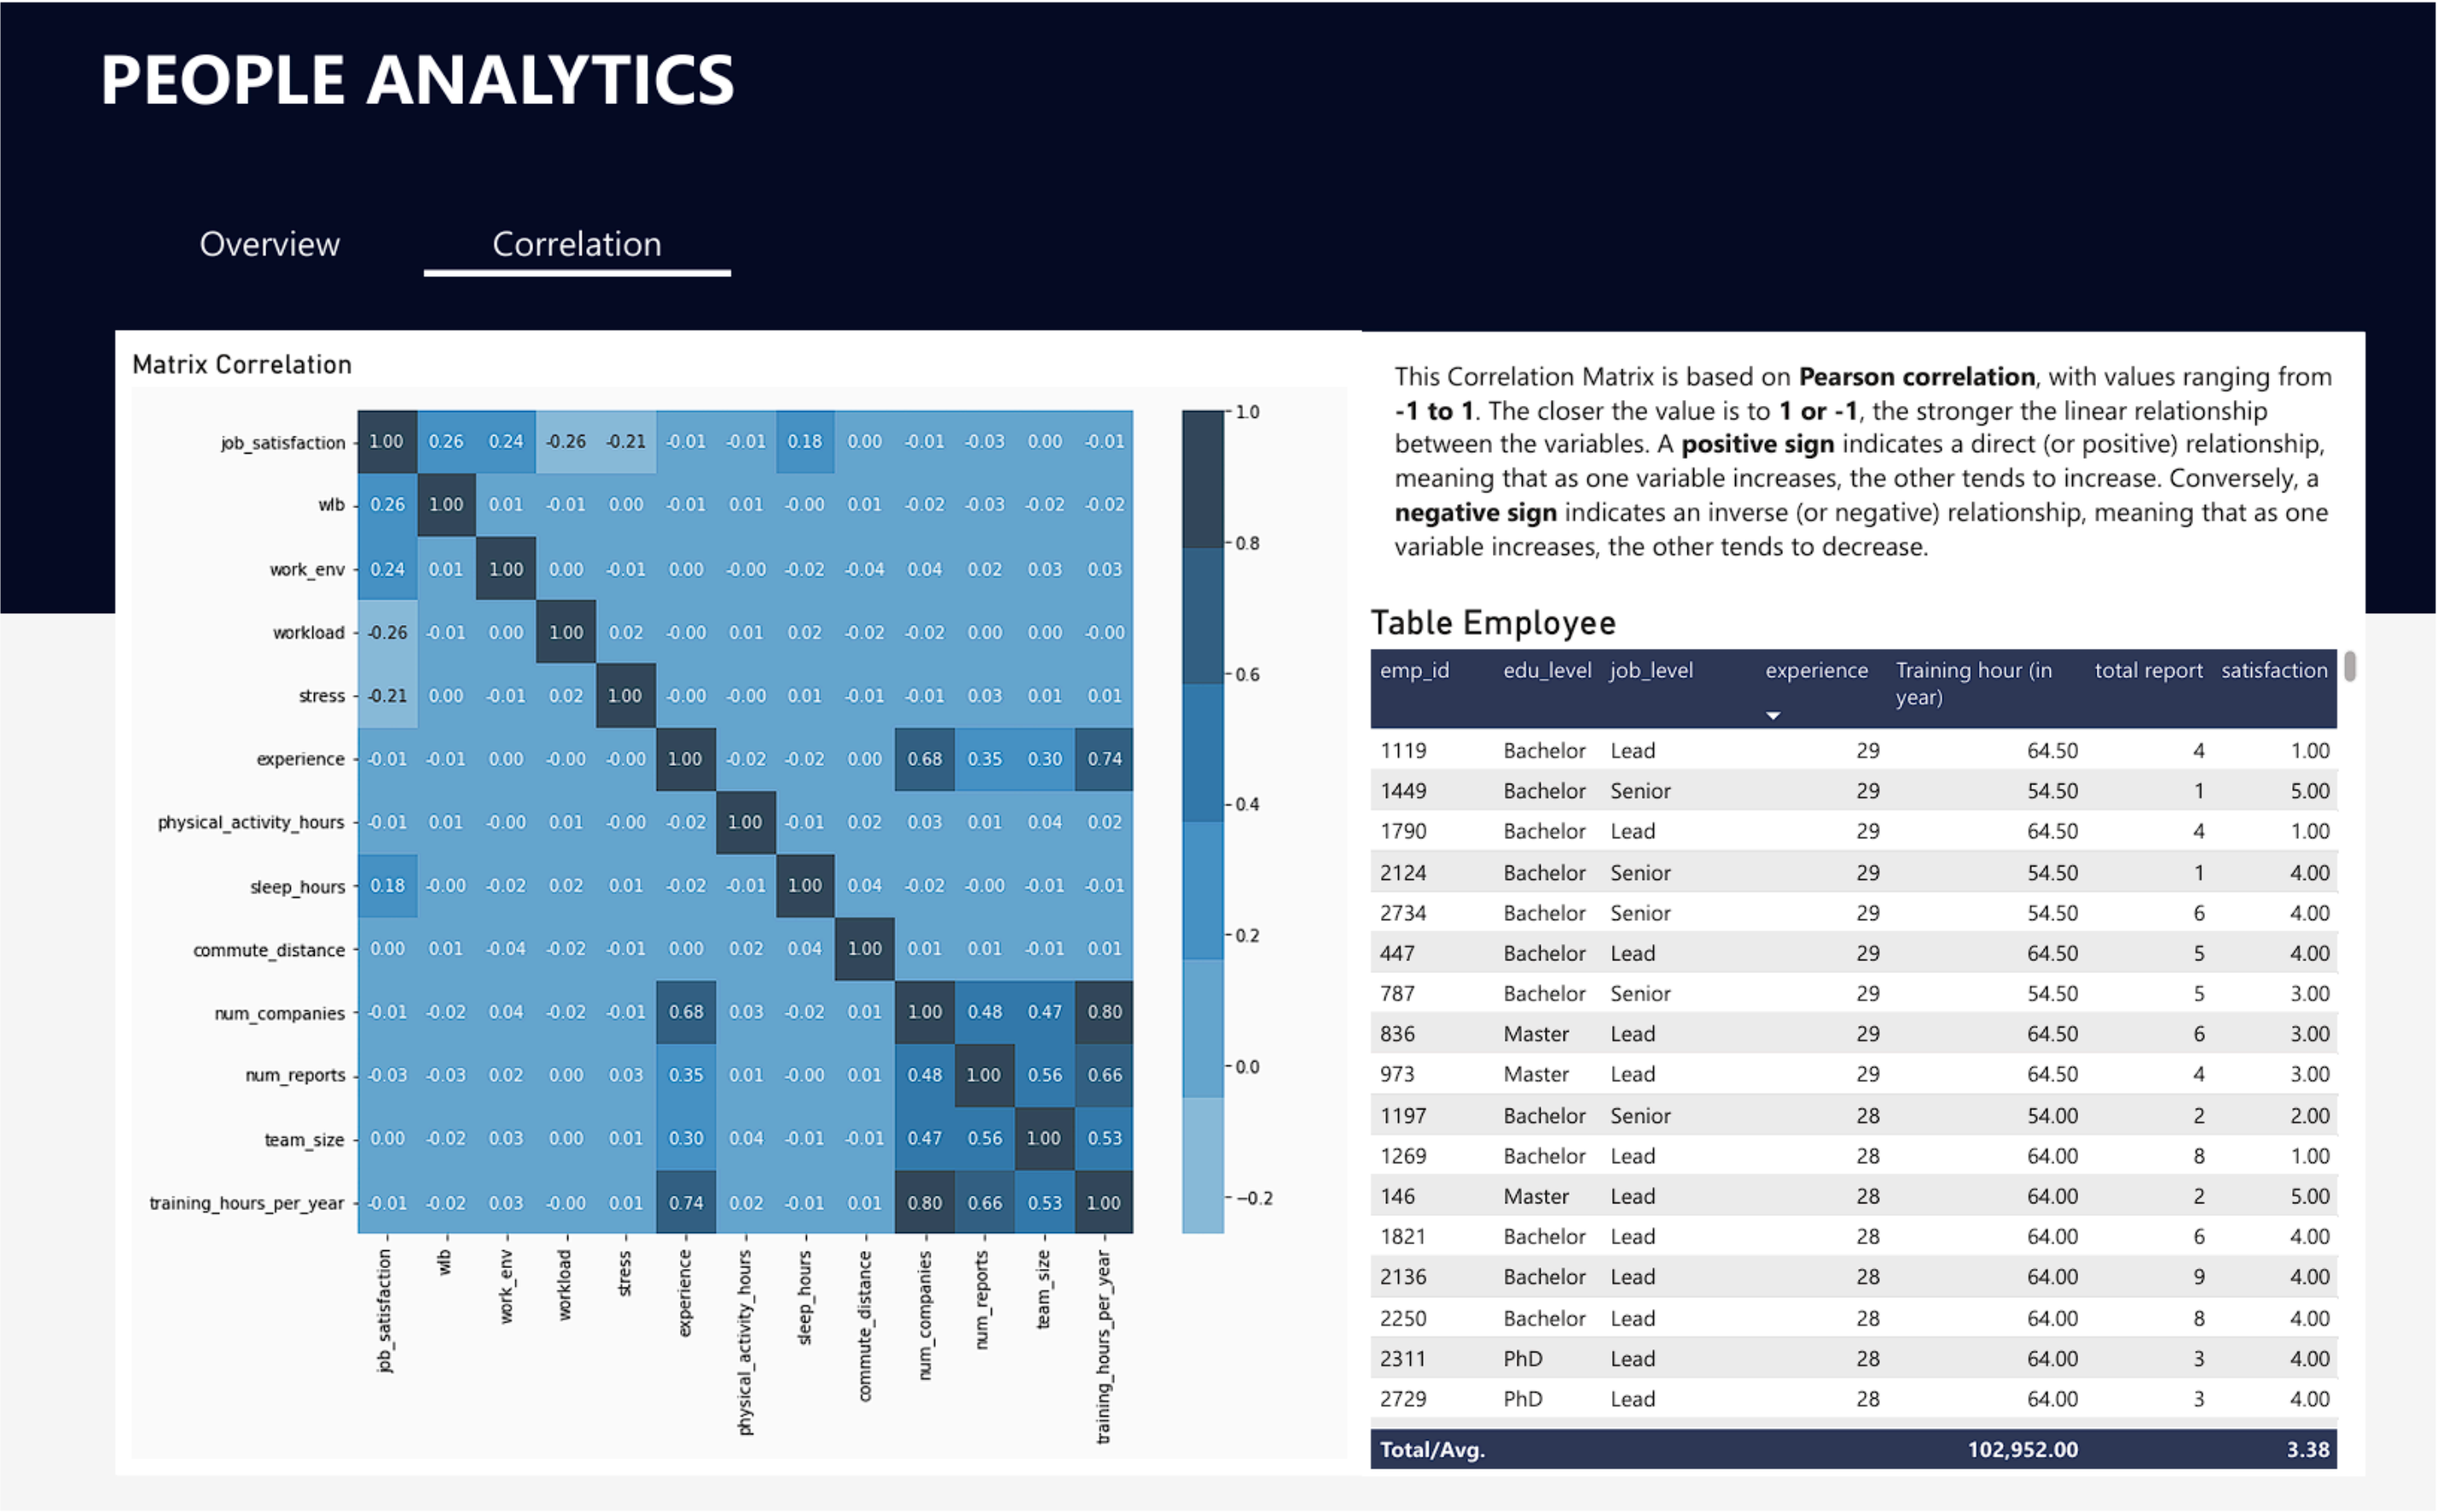 PEOPLE ANALYTICS
Overview Correlation
Matrix Correlation
job_satisfaction 1.00 0.26 0.24 -0.26 -0.21 -0.01 -0.01 0.18 0.00 -0.01 -0.03 0.00 -0.01
wlb 0.26 1.00 0.01 -0.01 0.00 -0.01 0.01 -0.00 0.01 -0.02 -0.03 -0.02 -0.02
work_env 0.24 0.01 1.00 0.00 -0.01 0.00 -0.00 -0.02 -0.04 0.04 0.02 0.03 0.03
workload -0.26 -0.01 0.00 1.00 0.02 -0.00 0.01 0.02 -0.02 -0.02 0.00 0.00 -0.00
stress -0.21 0.00 -0.01 0.02 1.00 -0.00 -0.00 0.01 -0.01 -0.01 0.03 0.01 0.01
experience -0.01 -0.01 0.00 -0.00 -0.00 1.00 -0.02 -0.02 0.00 0.68 0.35 0.30 0.74
physical_activity_hours -0.01 0.01 -0.00 0.01 -0.00 -0.02 1.00 -0.01 0.02 0.03 0.01 0.04 0.02
sleep_hours 0.18 -0.00 -0.02 0.02 0.01 -0.02 -0.01 1.00 0.04 -0.02 -0.00 -0.01 -0.01
commute_distance 0.00 0.01 -0.04 -0.02 -0.01 0.00 0.02 0.04 1.00 0.01 0.01 -0.01 0.01
num_companies -0.01 -0.02 0.04 -0.02 -0.01 0.68 0.03 -0.02 0.01 1.00 0.48 0.47 0.80
num_reports -0.03 -0.03 0.02 0.00 0.03 0.35 0.01 -0.00 0.01 0.48 1.00 0.56 0.66
team_size 0.00 -0.02 0.03 0.00 0.01 0.30 0.04 -0.01 -0.01 0.47 0.56 1.00 0.53
training_hours_per_year -0.01 -0.02 0.03 -0.00 0.01 0.74 0.02 -0.01 0.01 0.80 0.66 0.53 1.00
job_satisfaction
wlb
work_env
workload
stress
experience
physical_activity_hours
sleep_hours
commute_distance
num_companies
num_reports
team_size
training_hours_per_year
1.0
0.8
0.6
0.4
0.2
0.0
−0.2
This Correlation Matrix is based on Pearson correlation, with values ranging from
-1 to 1. The closer the value is to 1 or -1, the stronger the linear relationship
between the variables. A positive sign indicates a direct (or positive) relationship,
meaning that as one variable increases, the other tends to increase. Conversely, a
negative sign indicates an inverse (or negative) relationship, meaning that as one
variable increases, the other tends to decrease.
Table Employee
emp_id edu_level job_level experience Training hour (in total report satisfaction
year)
1119 Bachelor Lead 29 64.50 4 1.00
1449 Bachelor Senior 29 54.50 1 5.00
1790 Bachelor Lead 29 64.50 4 1.00
2124 Bachelor Senior 29 54.50 1 4.00
2734 Bachelor Senior 29 54.50 6 4.00
447 Bachelor Lead 29 64.50 5 4.00
787 Bachelor Senior 29 54.50 5 3.00
836 Master Lead 29 64.50 6 3.00
973 Master Lead 29 64.50 4 3.00
1197 Bachelor Senior 28 54.00 2 2.00
1269 Bachelor Lead 28 64.00 8 1.00
146 Master Lead 28 64.00 2 5.00
1821 Bachelor Lead 28 64.00 6 4.00
2136 Bachelor Lead 28 64.00 9 4.00
2250 Bachelor Lead 28 64.00 8 4.00
2311 PhD Lead 28 64.00 3 4.00
2729 PhD Lead 28 64.00 3 4.00
Total/Avg. 102,952.00 3.38